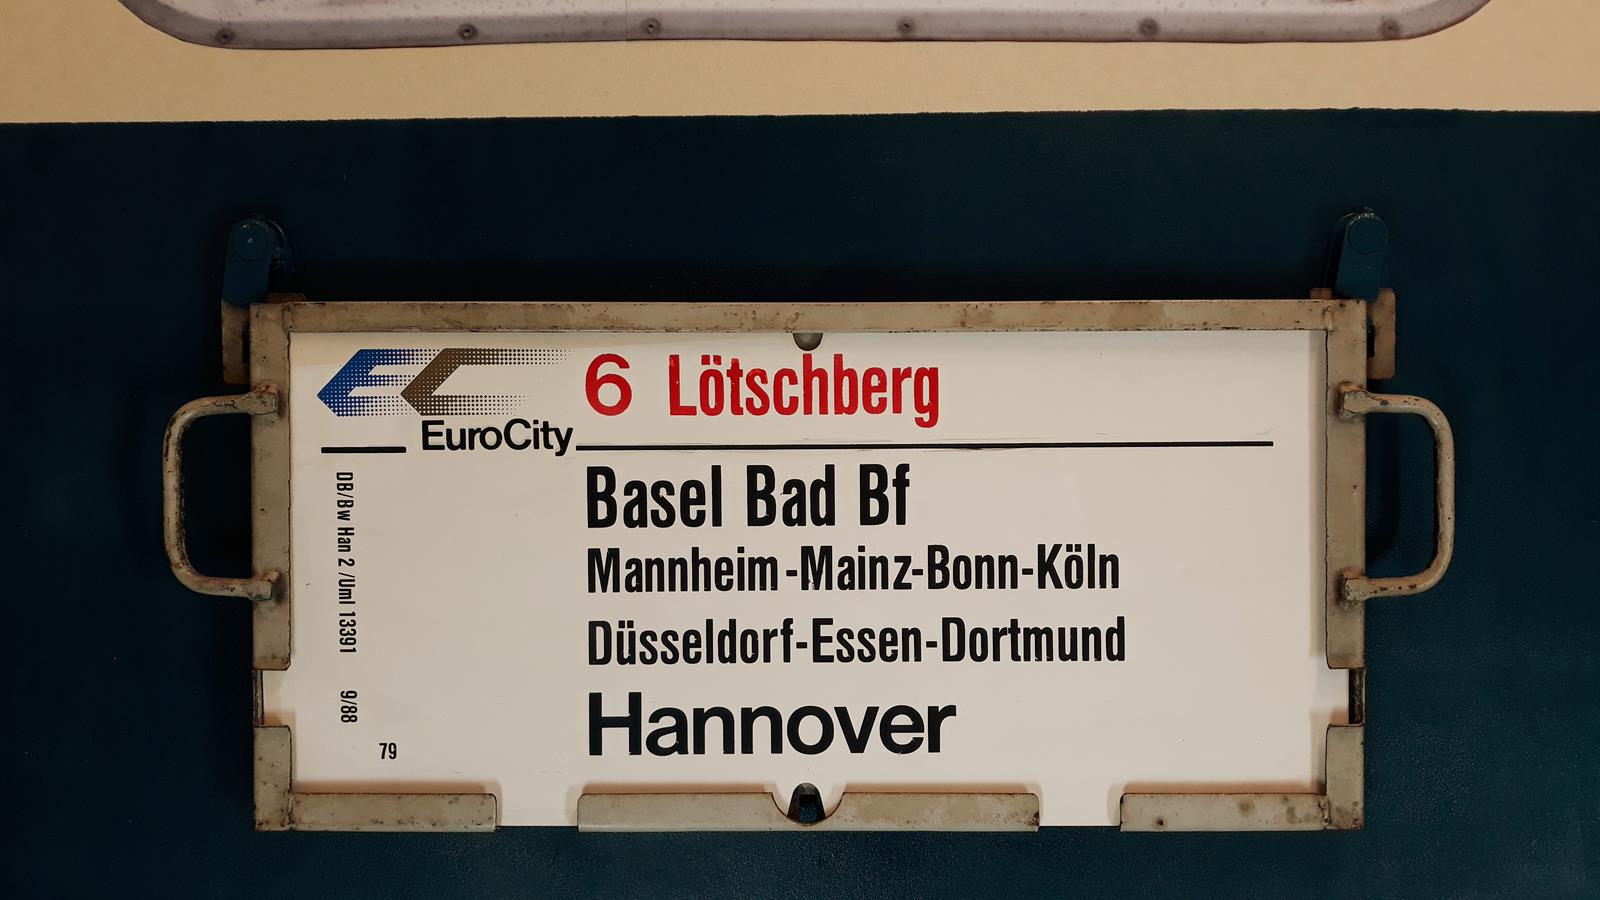 EC 6 Lötschberg
EuroCity
Basel Bad Bf
Mannheim-Mainz-Bonn-Köln
Düsseldorf-Essen-Dortmund
Hannover
DB/Bw Han 2 /Uml 13391 9/88
79